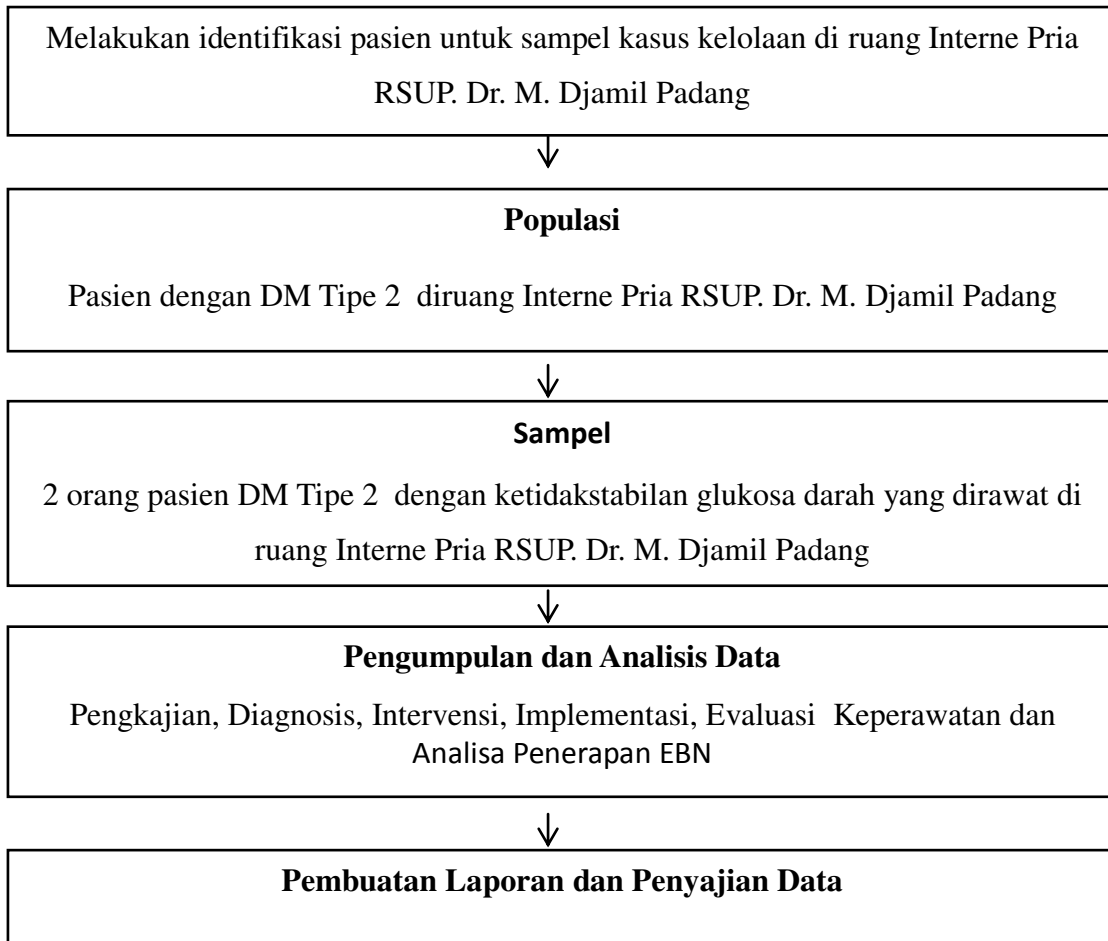 Melakukan identifikasi pasien untuk sampel kasus kelolaan di ruang Interne Pria
RSUP. Dr. M. Djamil Padang
Populasi
Pasien dengan DM Tipe 2 diruang Interne Pria RSUP. Dr. M. Djamil Padang
Sampel
2 orang pasien DM Tipe 2 dengan ketidakstabilan glukosa darah yang dirawat di
ruang Interne Pria RSUP. Dr. M. Djamil Padang
Pengumpulan dan Analisis Data
Pengkajian, Diagnosis, Intervensi, Implementasi, Evaluasi Keperawatan dan
Analisa Penerapan EBN
Pembuatan Laporan dan Penyajian Data